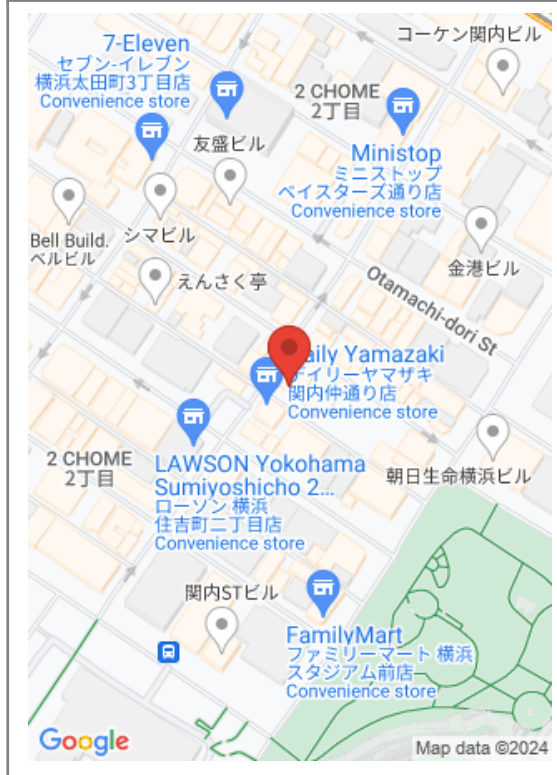 コーケン関内ビル
7-Eleven
セブン-イレブン
横浜太田町3丁目店
Convenience store
2 CHOME
2丁目
友盛ビル
Ministop
ミニストップ
ベイスターズ通り店
Convenience store
Bell Build.
ベルビル
シマビル
えんさく亭
金港ビル
Otamachi-dori St
aily Yamazaki
デイリーヤマザキ
関内仲通り店
Convenience store
2 CHOME
2丁目
LAWSON Yokohama
Sumiyoshicho 2...
ローソン 横浜
住吉町二丁目店
Convenience store
朝日生命横浜ビル
関内STビル
FamilyMart
ファミリーマート 横浜
スタジアム前店
Convenience store
Google
Map data ©2024